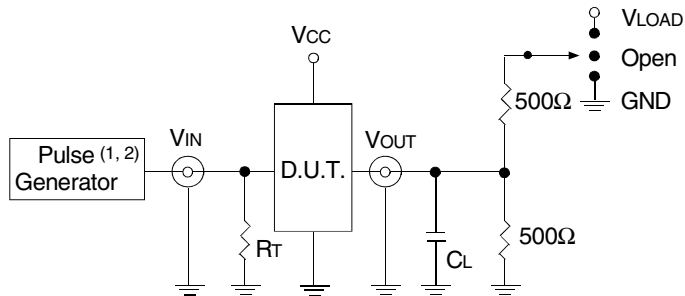 VLOAD
VCC
Open
500Ω
GND
Pulse (1, 2)
Generator
VIN
D.U.T.
VOUT
RT
CL
500Ω